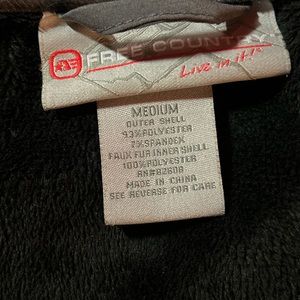 FREE COUNTRY
Live in it!
MEDIUM
OUTER SHELL
93%POLYESTER
7%SPANDEX
FAUX FUR INNER SHELL
100%POLYESTER
RN#82608
MADE IN CHINA
SEE REVERSE FOR CARE